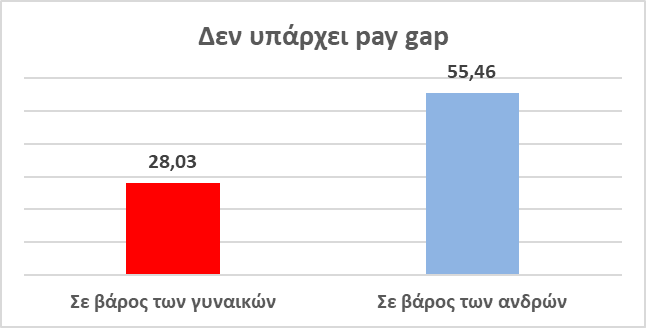 Δεν υπάρχει pay gap
55,46
28,03
Σε βάρος των γυναικών
Σε βάρος των ανδρών